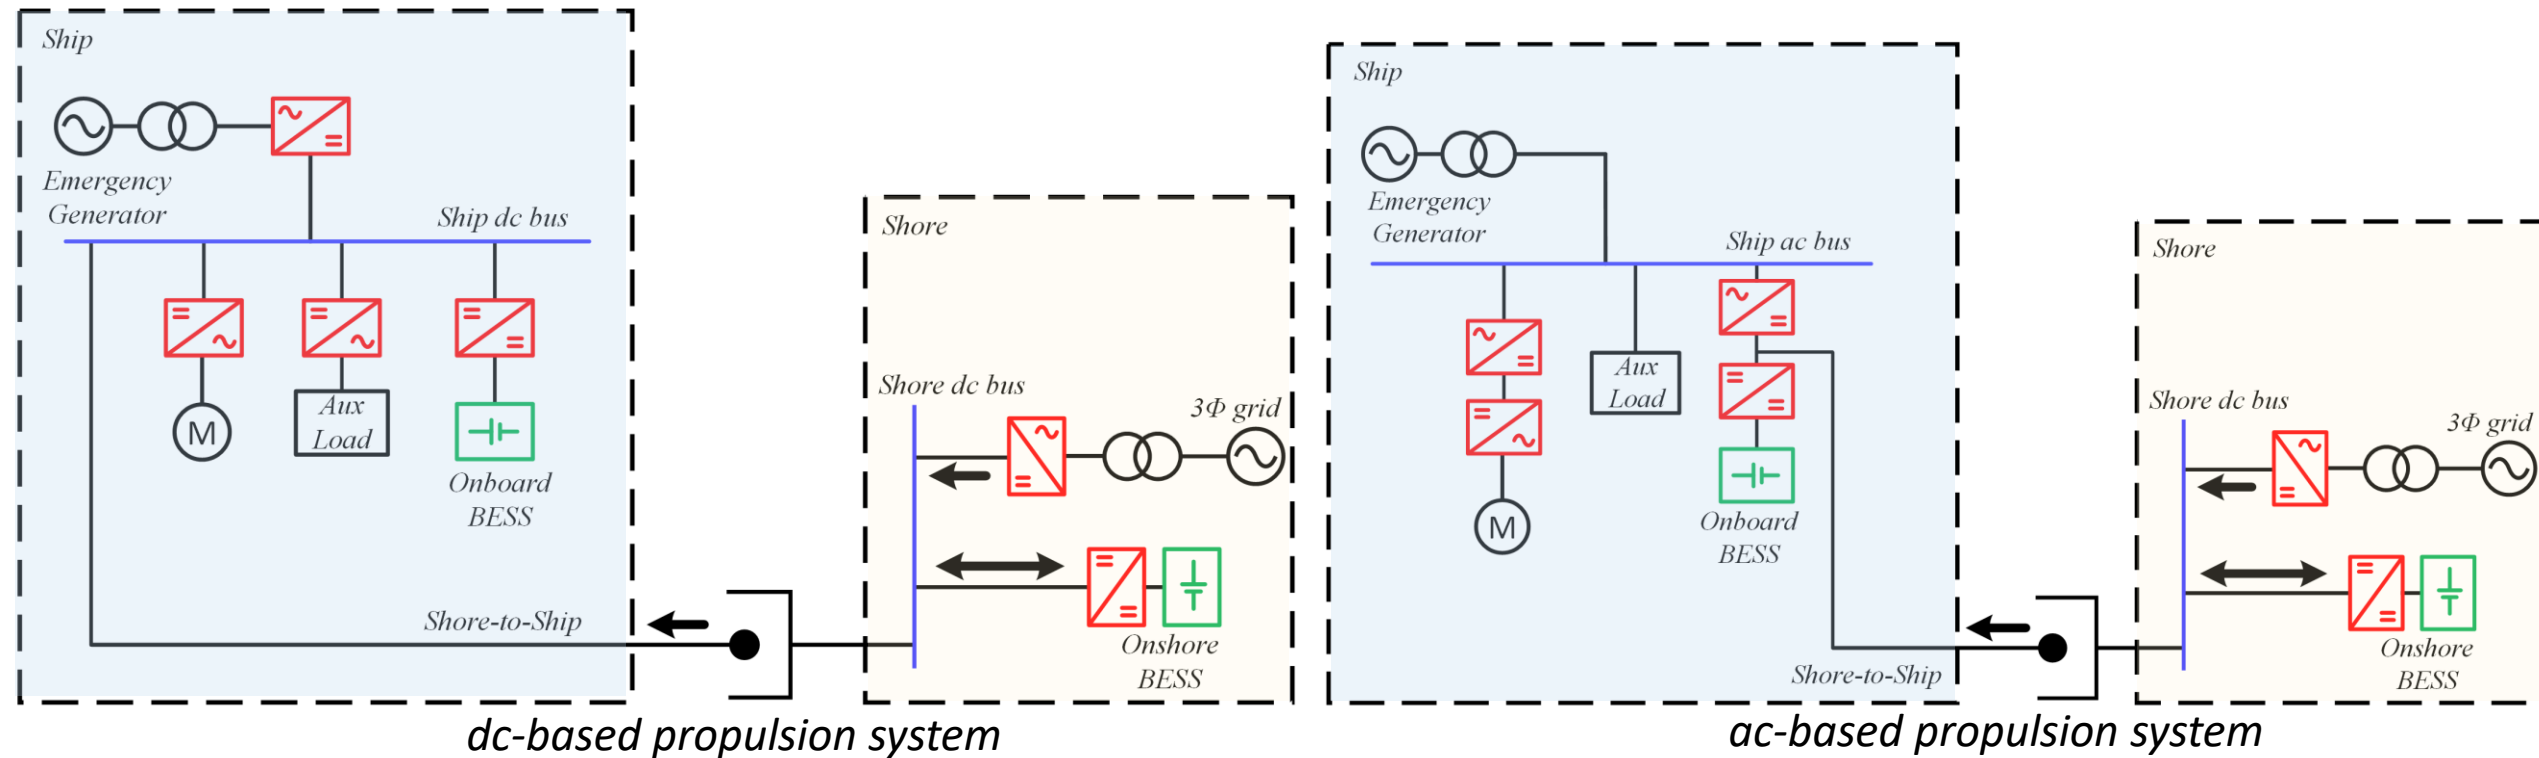 Ship
Emergency
Generator
Ship dc bus
M
Aux
Load
Onboard
BESS
Shore-to-Ship
Shore
Shore dc bus
3Φ grid
Onshore
BESS
dc-based propulsion system
Ship
Emergency
Generator
Ship ac bus
Aux
Load
M
Onboard
BESS
Shore-to-Ship
Shore
Shore dc bus
3Φ grid
Onshore
BESS
ac-based propulsion system